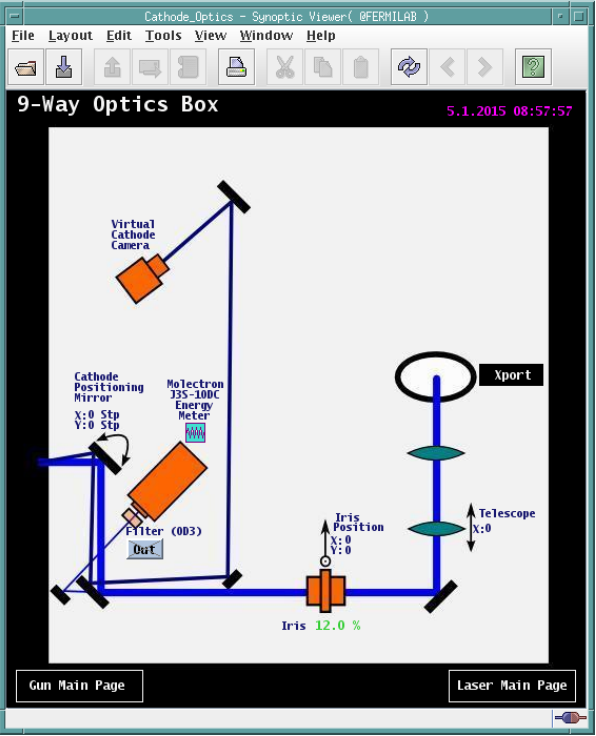 Cathode_Optics - Synoptic Viewer( @FERMILAB )
File Layout Edit Tools View Window Help
9-Way Optics Box
5.1.2015 08:57:57
Virtual
Cathode
Camera
Cathode
Positioning
Mirror
X:0 Stp
Y:0 Stp
Molectron
J3S-10DC
Energy
Meter
Xport
Filter (OD3)
Out
Iris
Position
X:0
Y:0
Telescope
X:0
Iris 12.0 %
Gun Main Page
Laser Main Page